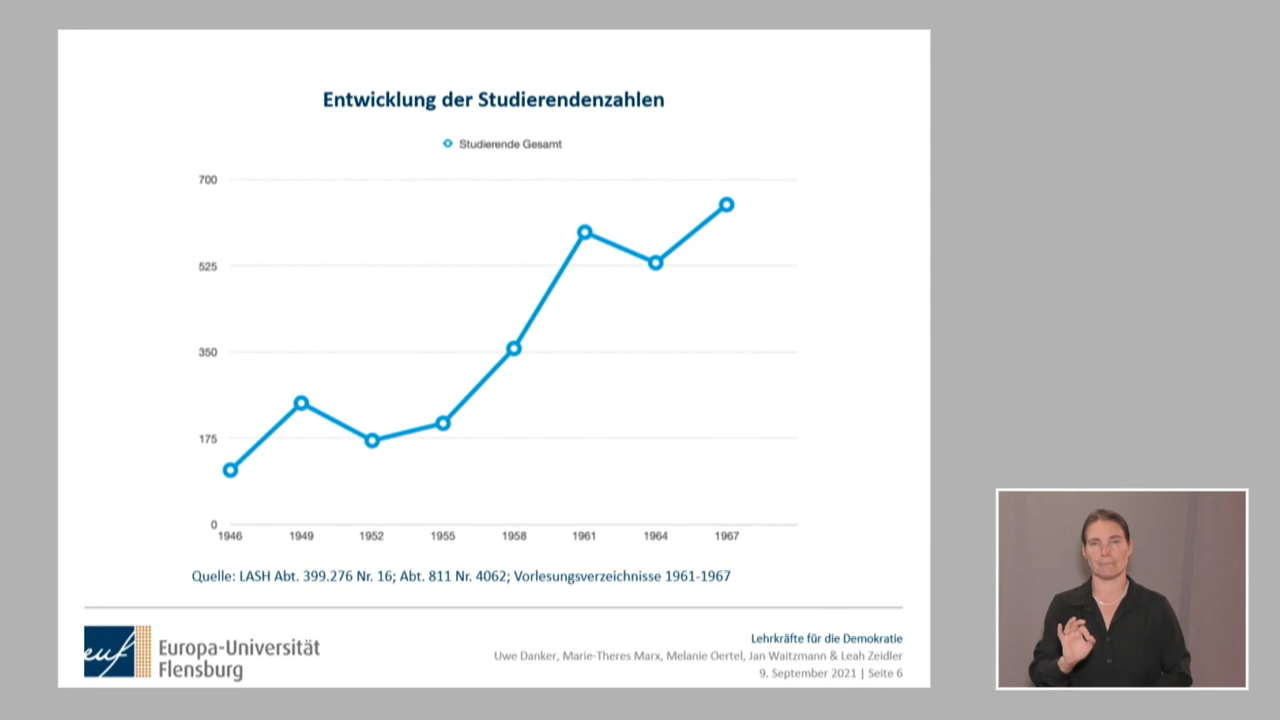 Entwicklung der Studierendenzahlen
Studierende Gesamt
700
525
350
175
0
1946 1949 1952 1955 1958 1961 1964 1967
Quelle: LASH Abt. 399.276 Nr. 16; Abt. 811 Nr. 4062; Vorlesungsverzeichnisse 1961-1967
euf
Europa-Universität
Flensburg
Lehrkräfte für die Demokratie
Uwe Danker, Marie-Theres Marx, Melanie Oertel, Jan Waitzmann & Leah Zeidler
9. September 2021 | Seite 6